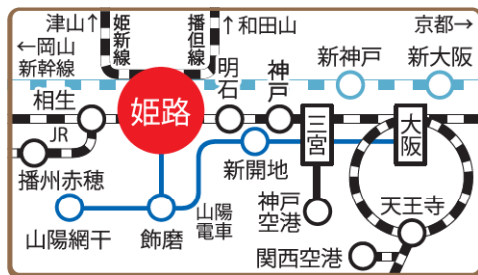 津山↑
姫新線
播但線
↑和田山
京都→
←岡山
新幹線
新神戸
新大阪
相生
姫路
明石
神戸
三宮
大阪
JR
播州赤穂
新開地
山陽電車
神戸空港
天王寺
山陽網干
飾磨
関西空港